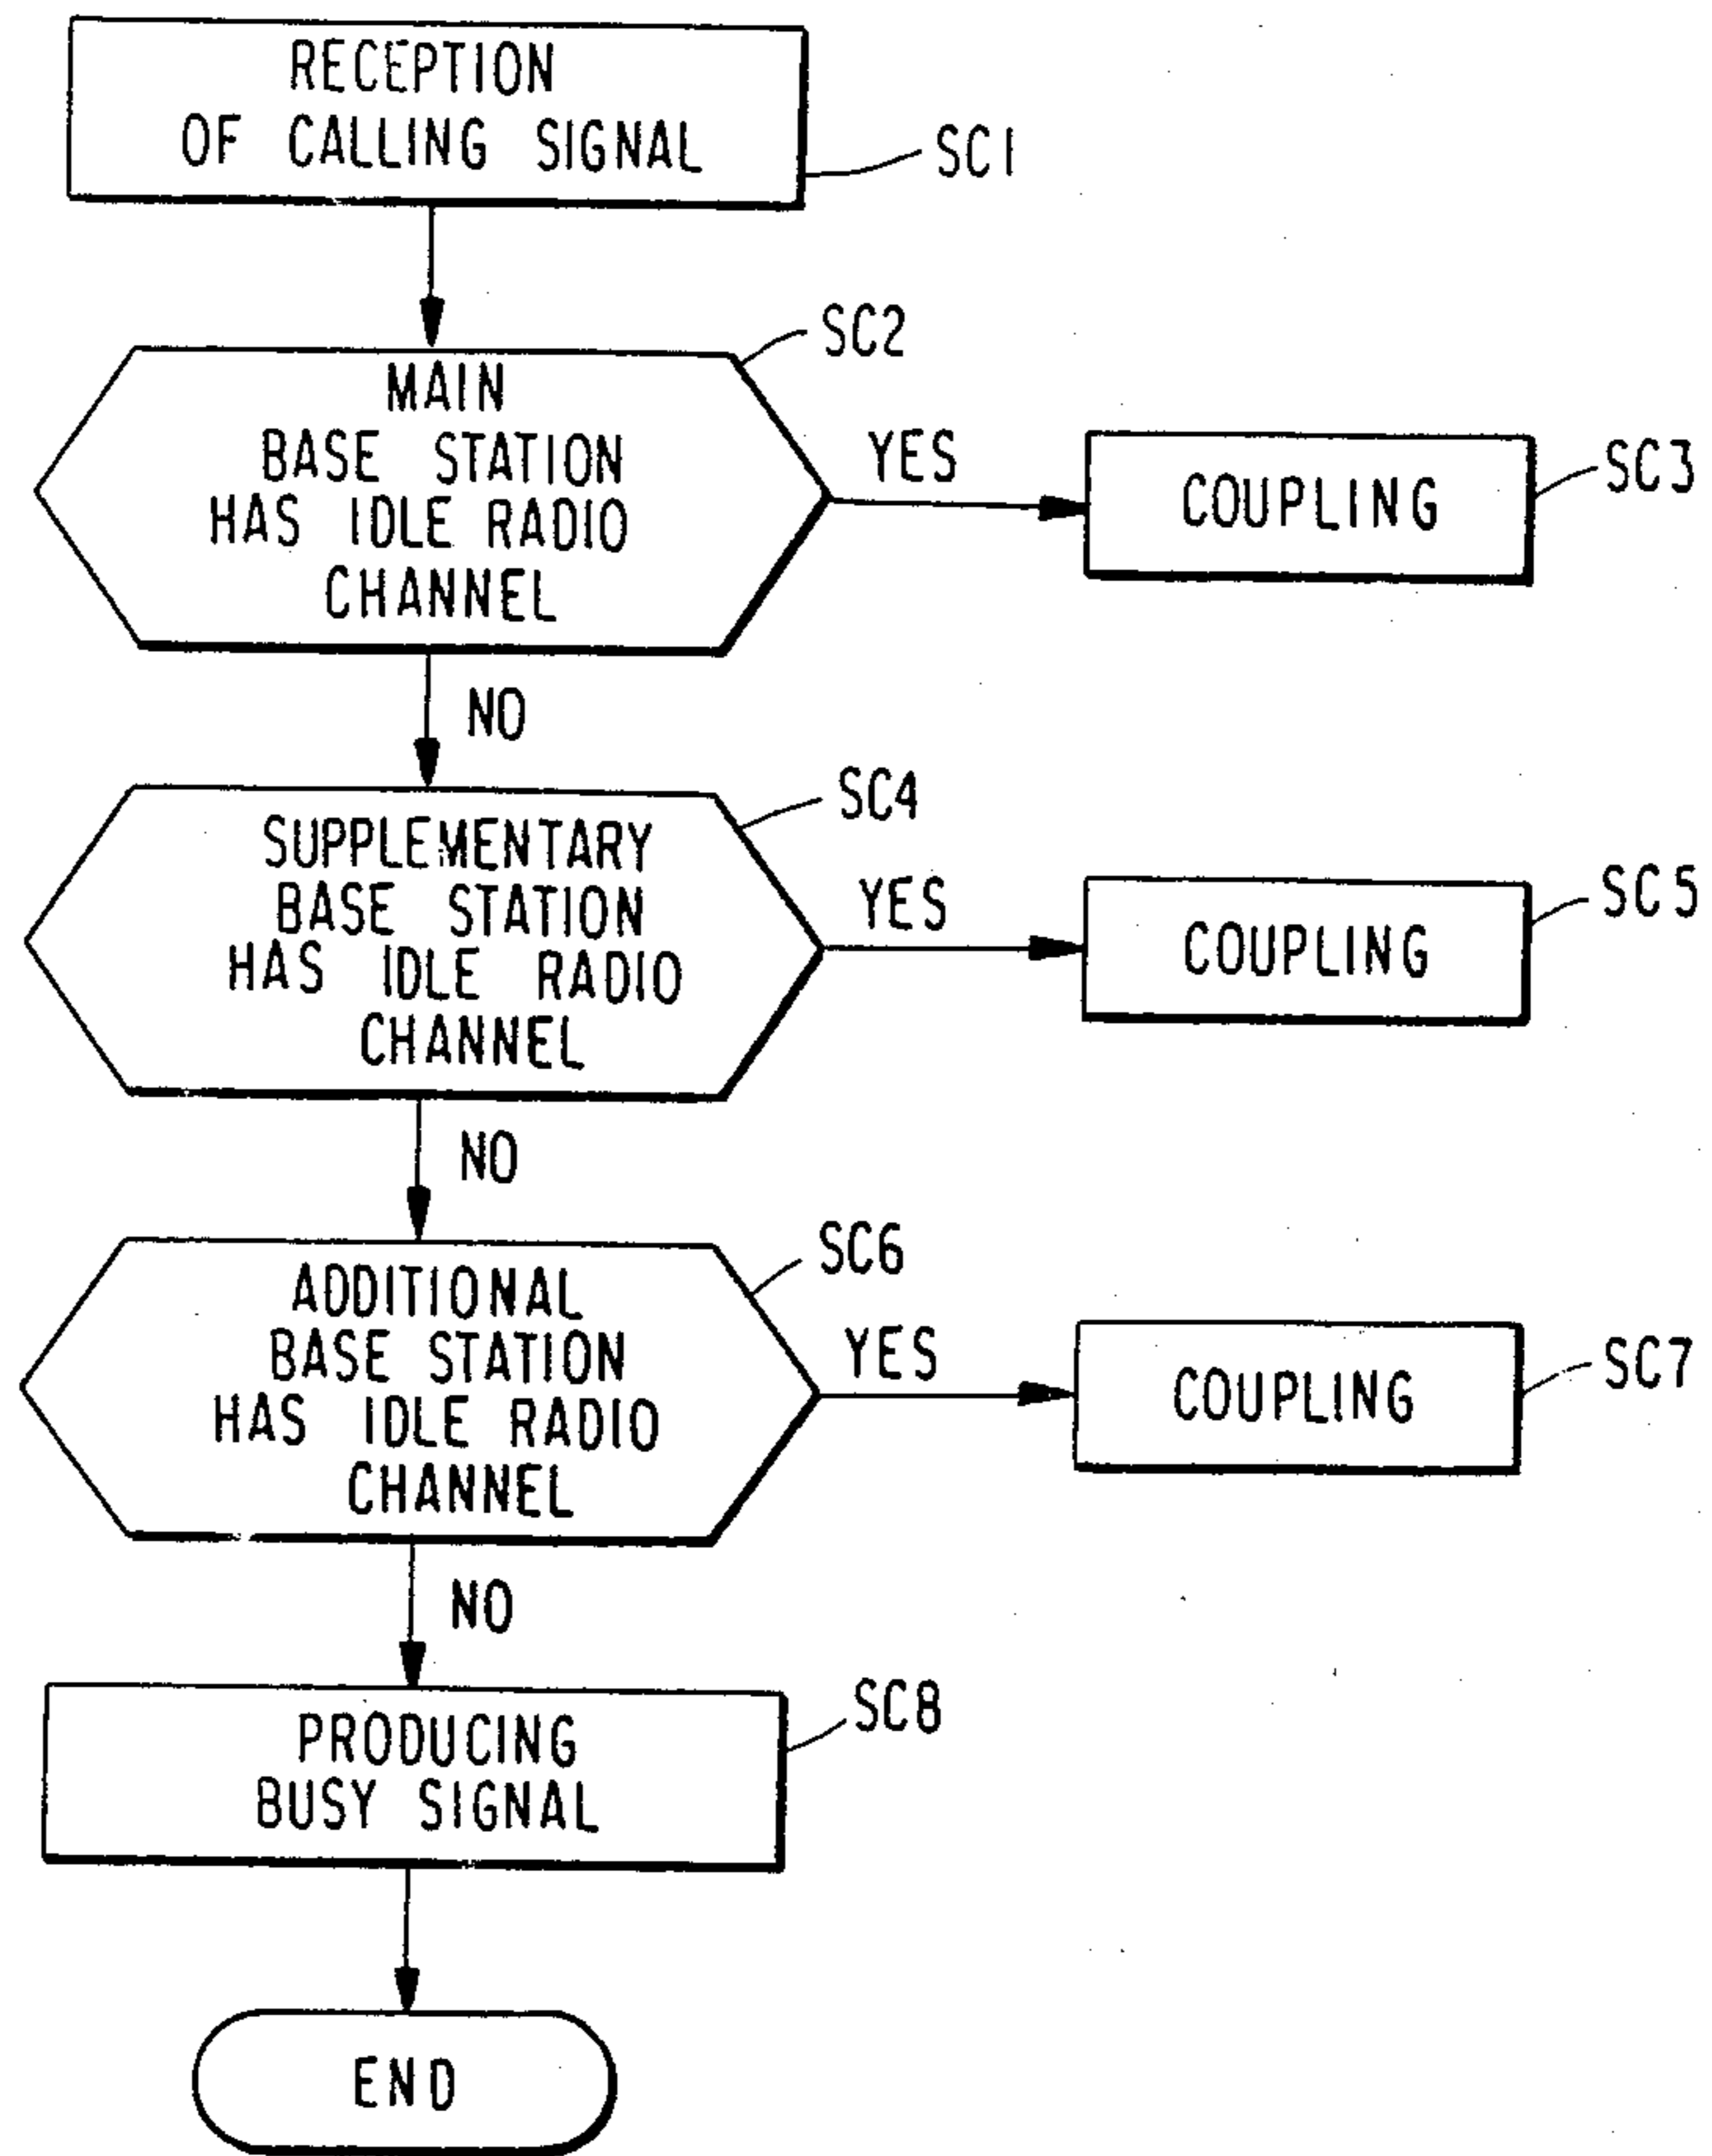 RECEPTION
OF CALLING SIGNAL
SC1
SC2
MAIN
BASE STATION
HAS IDLE RADIO
CHANNEL
YES
COUPLING
SC3
NO
SC4
SUPPLEMENTARY
BASE STATION
HAS IDLE RADIO
CHANNEL
YES
COUPLING
SC5
NO
SC6
ADDITIONAL
BASE STATION
HAS IDLE RADIO
CHANNEL
YES
COUPLING
SC7
NO
SC8
PRODUCING
BUSY SIGNAL
END